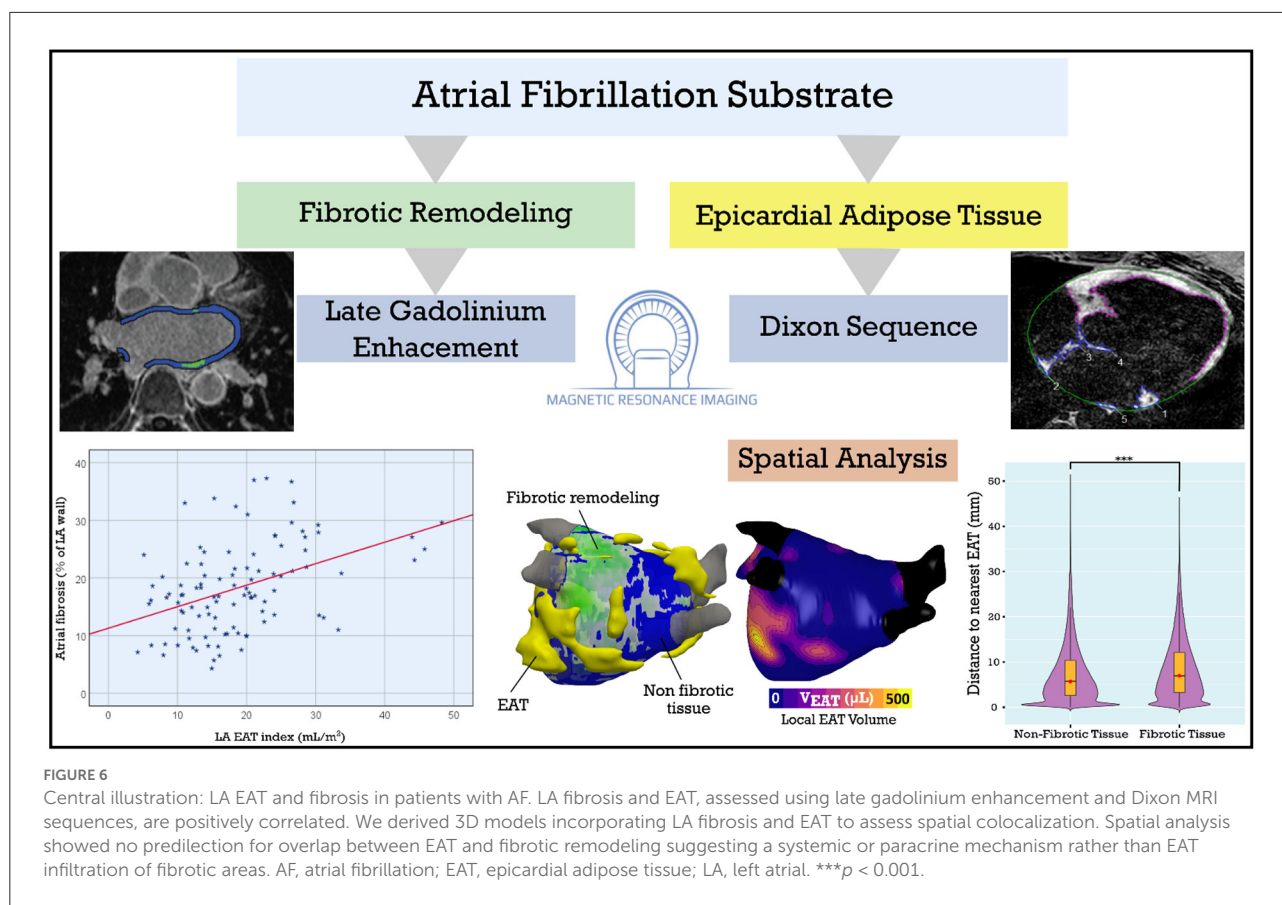 Atrial Fibrillation Substrate
Fibrotic Remodeling
Epicardial Adipose Tissue
Late Gadolinium
Enhacement
MAGNETIC RESONANCE IMAGING
Dixon Sequence
3
4
2
1
5
Atrial fibrosis (% of LA wall)
40
30
20
10
0
0 10 20 30 40 50
LA EAT index (mL/m²)
Spatial Analysis
Fibrotic remodeling
EAT
Non fibrotic
tissue
0 VEAT (µL) 500
Local EAT Volume
Distance to nearest EAT (mm)
***
50
40
30
20
10
0
Non-Fibrotic Tissue Fibrotic Tissue
FIGURE 6
Central illustration: LA EAT and fibrosis in patients with AF. LA fibrosis and EAT, assessed using late gadolinium enhancement and Dixon MRI
sequences, are positively correlated. We derived 3D models incorporating LA fibrosis and EAT to assess spatial colocalization. Spatial analysis
showed no predilection for overlap between EAT and fibrotic remodeling suggesting a systemic or paracrine mechanism rather than EAT
infiltration of fibrotic areas. AF, atrial fibrillation; EAT, epicardial adipose tissue; LA, left atrial. ***p < 0.001.